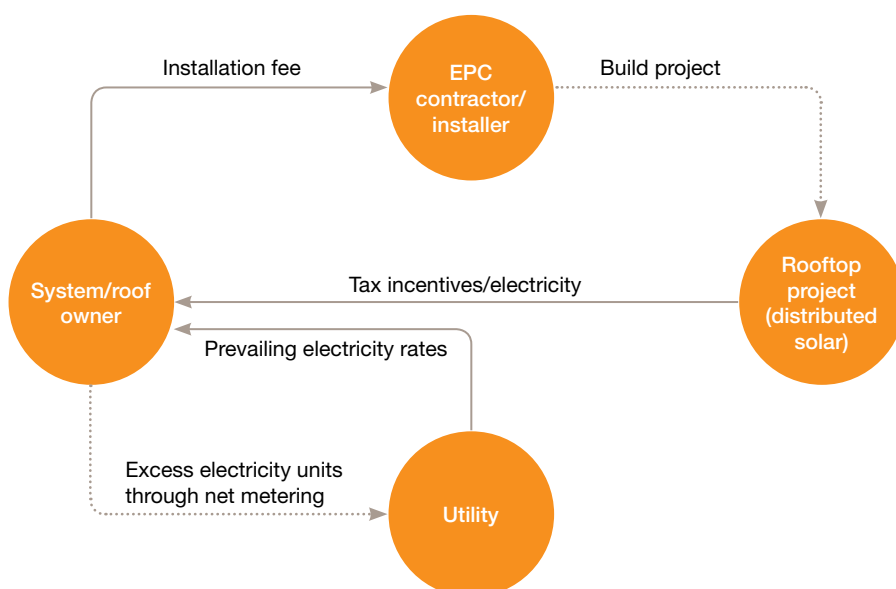 Installation fee
EPC
contractor/
installer
Build project
System/roof
owner
Tax incentives/electricity
Rooftop
project
(distributed
solar)
Prevailing electricity rates
Excess electricity units
through net metering
Utility